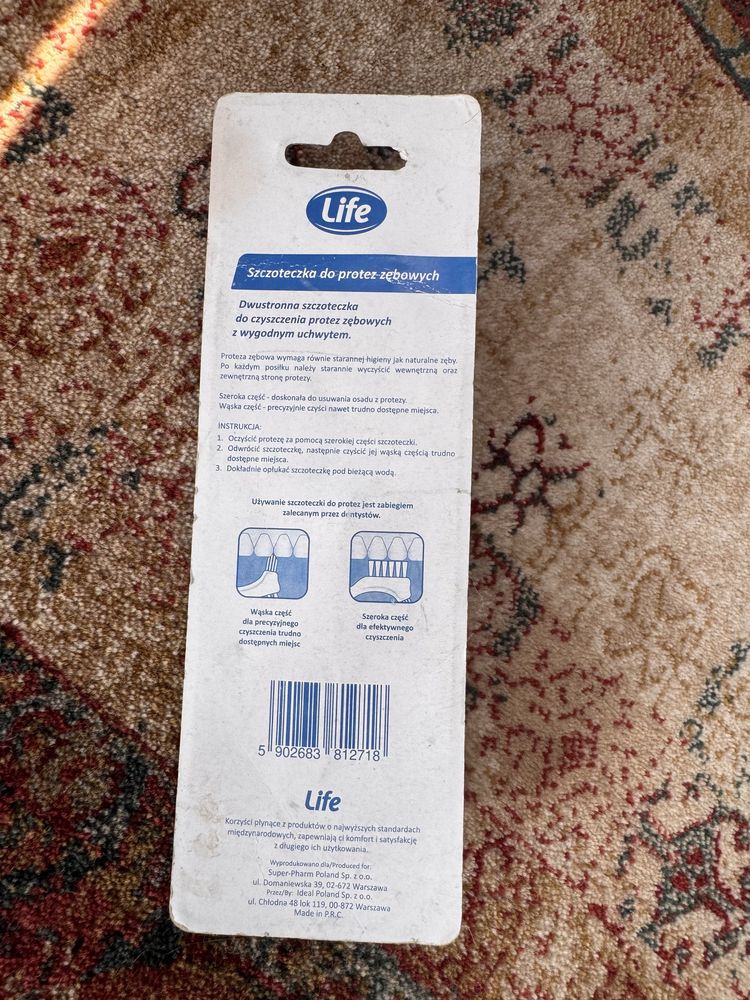 Life
Szczoteczka do protez zębowych
Dwustronna szczoteczka
do czyszczenia protez zębowych
z wygodnym uchwytem.
Proteza zębowa wymaga równie starannej higieny jak naturalne zęby.
Po każdym posiłku należy starannie wyczyścić wewnętrzną oraz
zewnętrzną stronę protezy.
Szeroka część - doskonała do usuwania osadu z protezy.
Wąska część - precyzyjnie czyści nawet trudno dostępne miejsca.
INSTRUKCJA:
1. Oczyścić protezę za pomocą szerokiej części szczoteczki.
2. Odwrócić szczoteczkę, następnie czyścić jej wąską częścią trudno
dostępne miejsca.
3. Dokładnie opłukać szczoteczkę pod bieżącą wodą.
Używanie szczoteczki do protez jest zabiegiem
zalecanym przez dentystów.
Wąska część
dla precyzyjnego
czyszczenia trudno
dostępnych miejsc
Szeroka część
dla efektywnego
czyszczenia
5 902683 812718
Life
Korzyści płynące z produktów o najwyższych standardach
międzynarodowych, zapewniają ci komfort i satysfakcję
z długiego ich użytkowania.
Wyprodukowano dla/Produced for:
Super-Pharm Poland Sp. z o.o.
ul. Domaniewska 39, 02-672 Warszawa
Przez/By: Ideal Poland Sp. z o.o.
ul. Chłodna 48 lok 119, 00-872 Warszawa
Made in P.R.C.